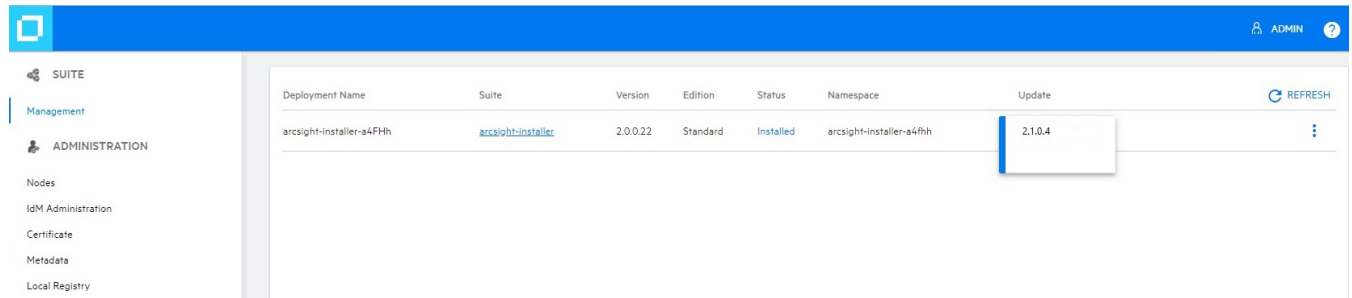 ADMIN ?
SUITE
Management
ADMINISTRATION
Nodes
IdM Administration
Certificate
Metadata
Local Registry
Deployment Name Suite Version Edition Status Namespace Update REFRESH
arcsight-installer-a4FHh arcsight-installer 2.0.0.22 Standard Installed arcsight-installer-a4fhh 2.1.0.4